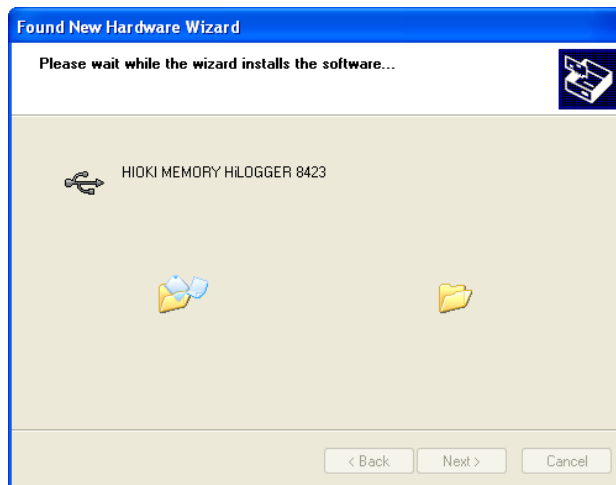 Found New Hardware Wizard
Please wait while the wizard installs the software...
HIOKI MEMORY HiLOGGER 8423
< Back
Next >
Cancel